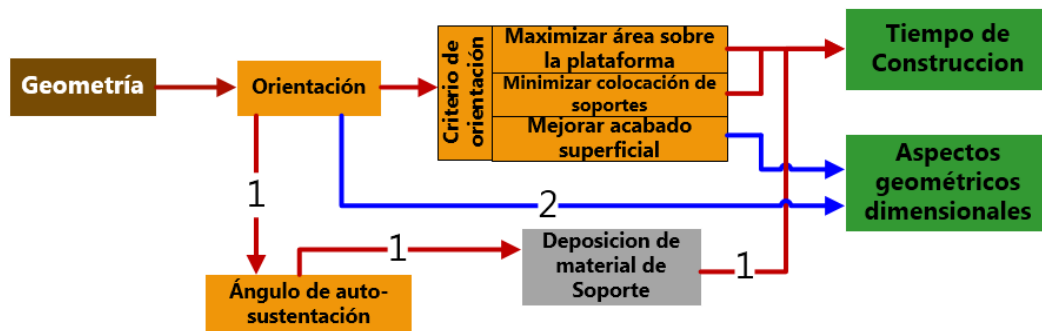 Geometría
Orientación
Criterio de
orientación
Maximizar área sobre
la plataforma
Minimizar colocación de
soportes
Mejorar acabado
superficial
Tiempo de
Construccion
Aspectos
geométricos
dimensionales
1
2
1
Deposicion de
material de
Soporte
1
Ángulo de auto-
sustentación